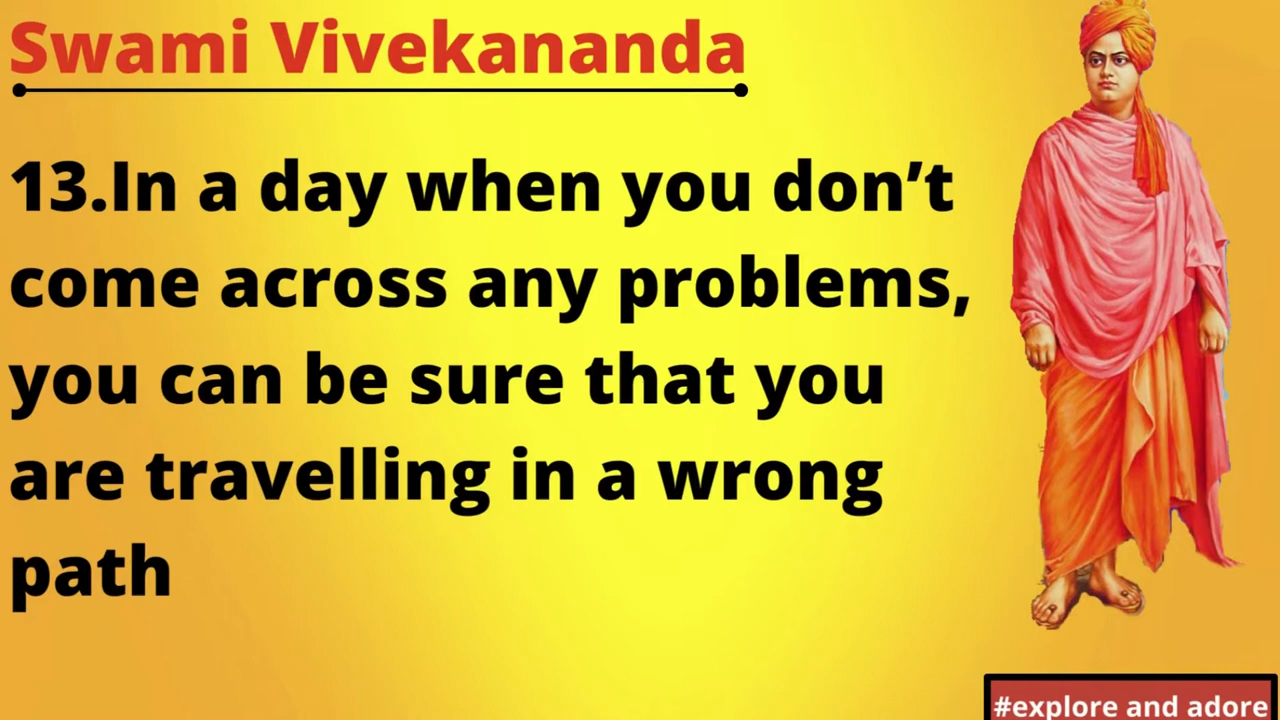 Swami Vivekananda
13.In a day when you don’t
come across any problems,
you can be sure that you
are travelling in a wrong
path
#explore and adore